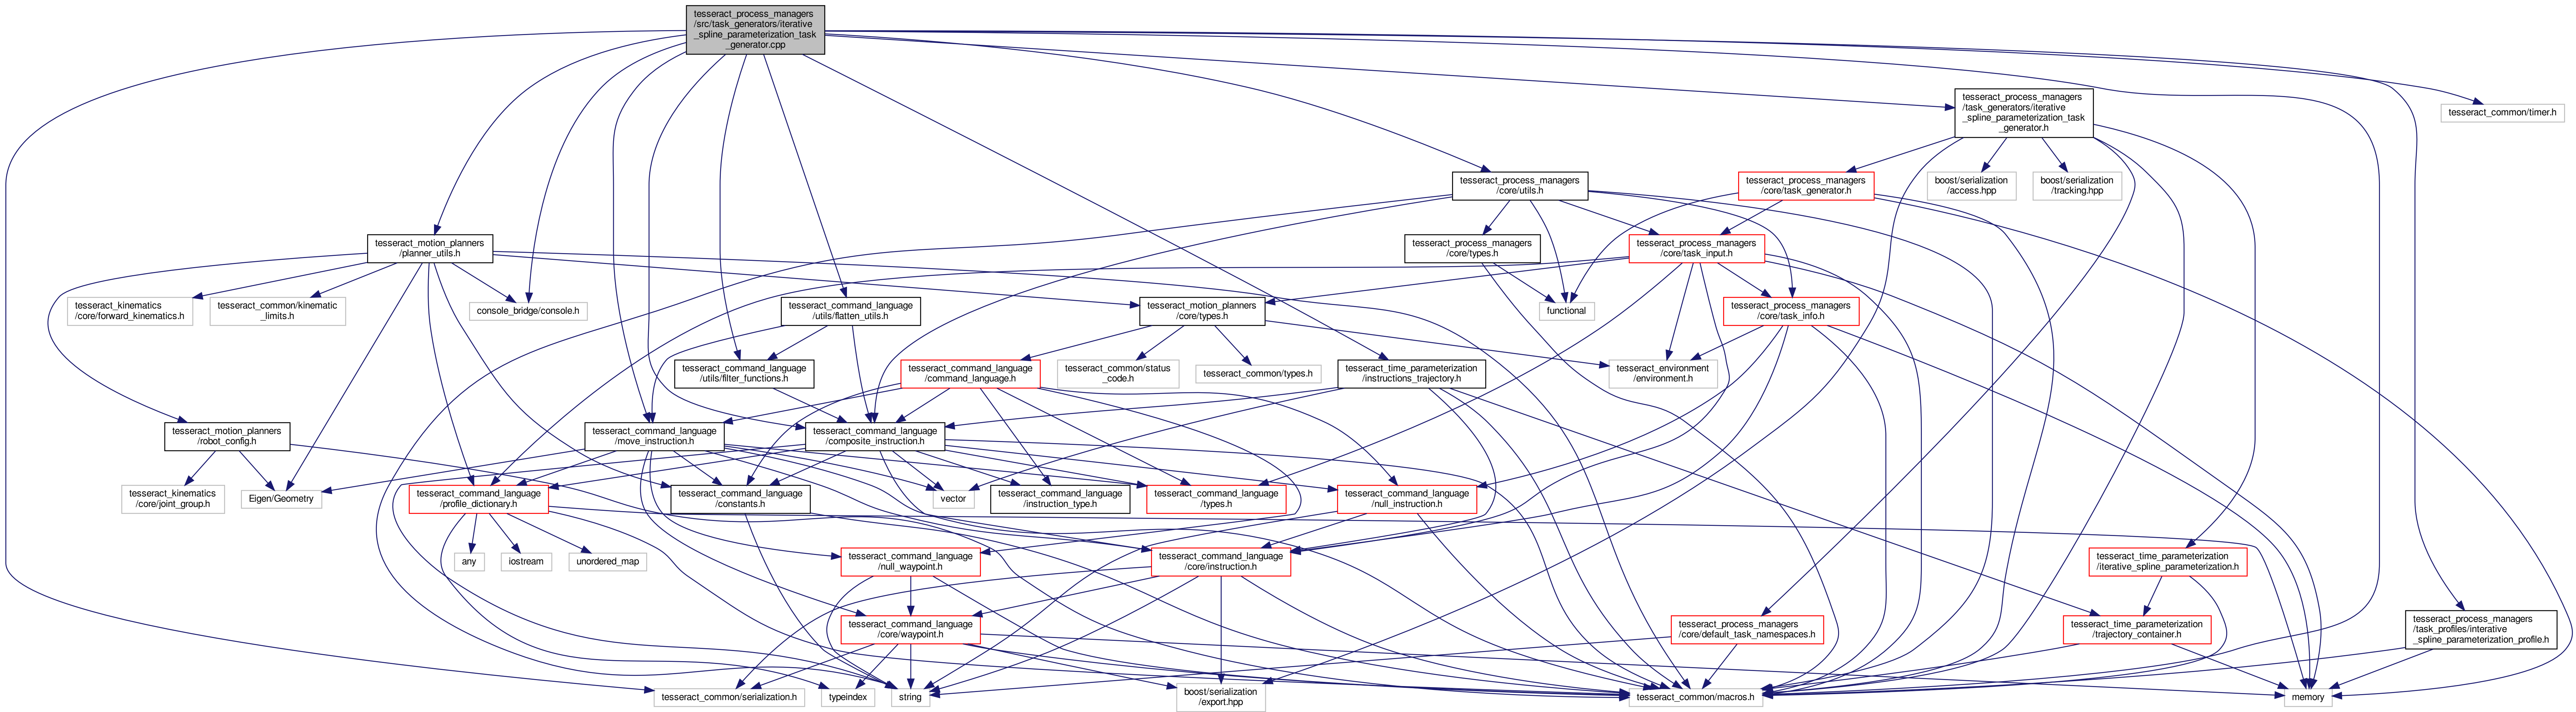 tesseract_process_managers
/src/task_generators/iterative
_spline_parameterization_task
_generator.cpp
tesseract_process_managers
/task_generators/iterative
_spline_parameterization_task
_generator.h
tesseract_common/timer.h
tesseract_process_managers
/core/utils.h
tesseract_process_managers
/core/task_generator.h
boost/serialization
/access.hpp
boost/serialization
/tracking.hpp
tesseract_motion_planners
/planner_utils.h
tesseract_process_managers
/core/types.h
tesseract_process_managers
/core/task_input.h
tesseract_kinematics
/core/forward_kinematics.h
tesseract_common/kinematic
_limits.h
console_bridge/console.h
tesseract_command_language
/utils/flatten_utils.h
tesseract_motion_planners
/core/types.h
functional
tesseract_process_managers
/core/task_info.h
tesseract_command_language
/utils/filter_functions.h
tesseract_command_language
/command_language.h
tesseract_common/status
_code.h
tesseract_common/types.h
tesseract_time_parameterization
/instructions_trajectory.h
tesseract_environment
/environment.h
tesseract_motion_planners
/robot_config.h
tesseract_command_language
/move_instruction.h
tesseract_command_language
/composite_instruction.h
tesseract_kinematics
/core/joint_group.h
Eigen/Geometry
tesseract_command_language
/profile_dictionary.h
tesseract_command_language
/constants.h
vector
tesseract_command_language
/instruction_type.h
tesseract_command_language
/types.h
tesseract_command_language
/null_instruction.h
any
iostream
unordered_map
tesseract_command_language
/null_waypoint.h
tesseract_command_language
/core/instruction.h
tesseract_time_parameterization
/iterative_spline_parameterization.h
tesseract_command_language
/core/waypoint.h
tesseract_process_managers
/core/default_task_namespaces.h
tesseract_time_parameterization
/trajectory_container.h
tesseract_process_managers
/task_profiles/iterative
_spline_parameterization_profile.h
tesseract_common/serialization.h
typeindex
string
boost/serialization
/export.hpp
tesseract_common/macros.h
memory